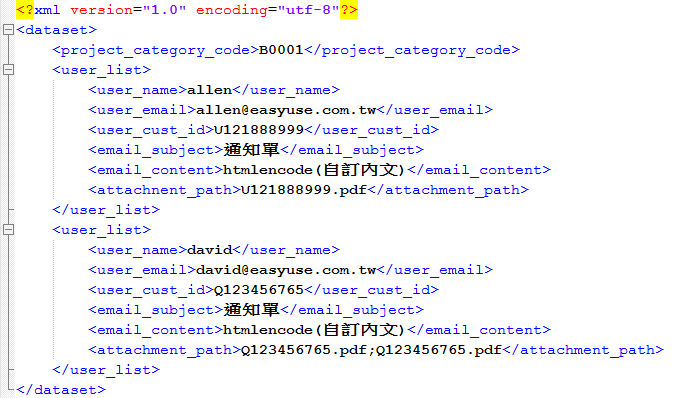 <?xml version="1.0" encoding="utf-8"?>
<dataset>
<project_category_code>B0001</project_category_code>
<user_list>
<user_name>allen</user_name>
<user_email>allen@easyuse.com.tw</user_email>
<user_cust_id>U121888999</user_cust_id>
<email_subject>通知單</email_subject>
<email_content>htmlencode(自訂內文)</email_content>
<attachnent_path>U121888999.pdf</attachment_path>
</user_list>
<user_list>
<user_name>david</user_name>
<user_email>david@easyuse.com.tw</user_email>
<user_cust_id>Q123456765</user_cust_id>
<email_subject>通知單</email_subject>
<email_content>htmlencode(自訂內文)</email_content>
<attachment_path>Q123456765.pdf;Q123456765.pdf</attachment_path>
</user_list>
</dataset>